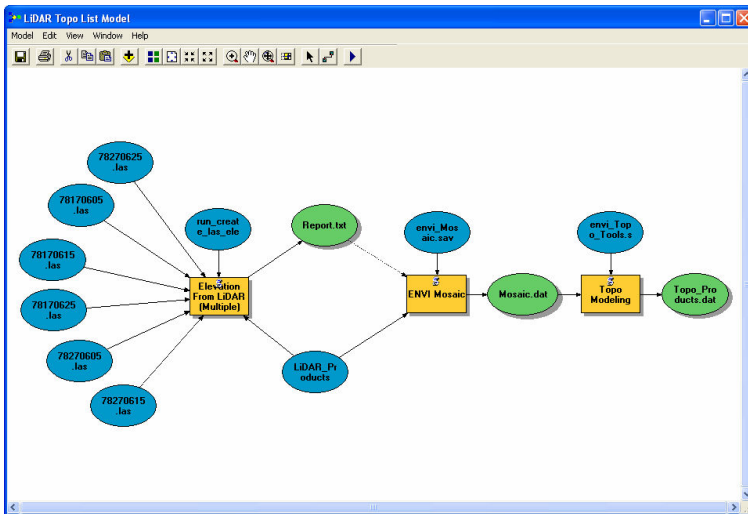 LiDAR Topo List Model
Model Edit View Window Help
78270625
.las
78170605
.las
78170615
.las
78170625
.las
78270605
.las
78270615
.las
run_creat
e_las_ele
Elevation
From LiDAR
(Multiple)
Report.txt
LiDAR_Pr
oducts
envi_Mos
aic.sav
ENVI Mosaic
Mosaic.dat
envi_Top
o_Tools.s
Topo
Modeling
Topo_Pro
ducts.dat